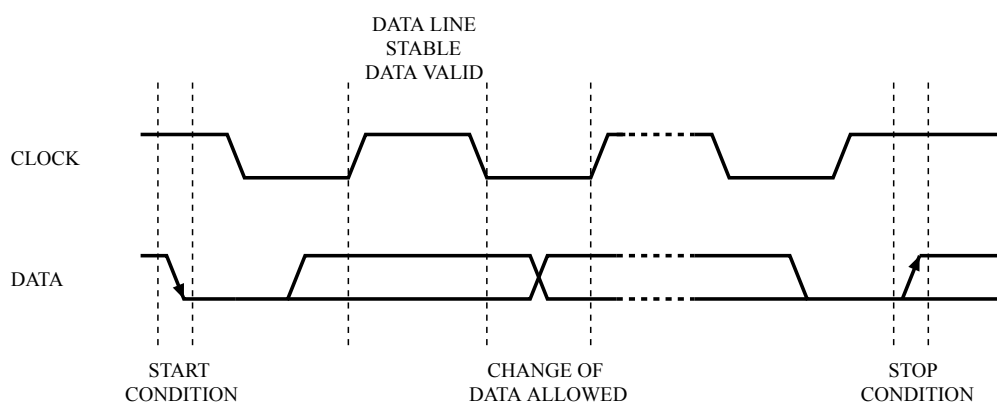 DATA LINE
STABLE
DATA VALID
CLOCK
DATA
START
CONDITION
CHANGE OF
DATA ALLOWED
STOP
CONDITION